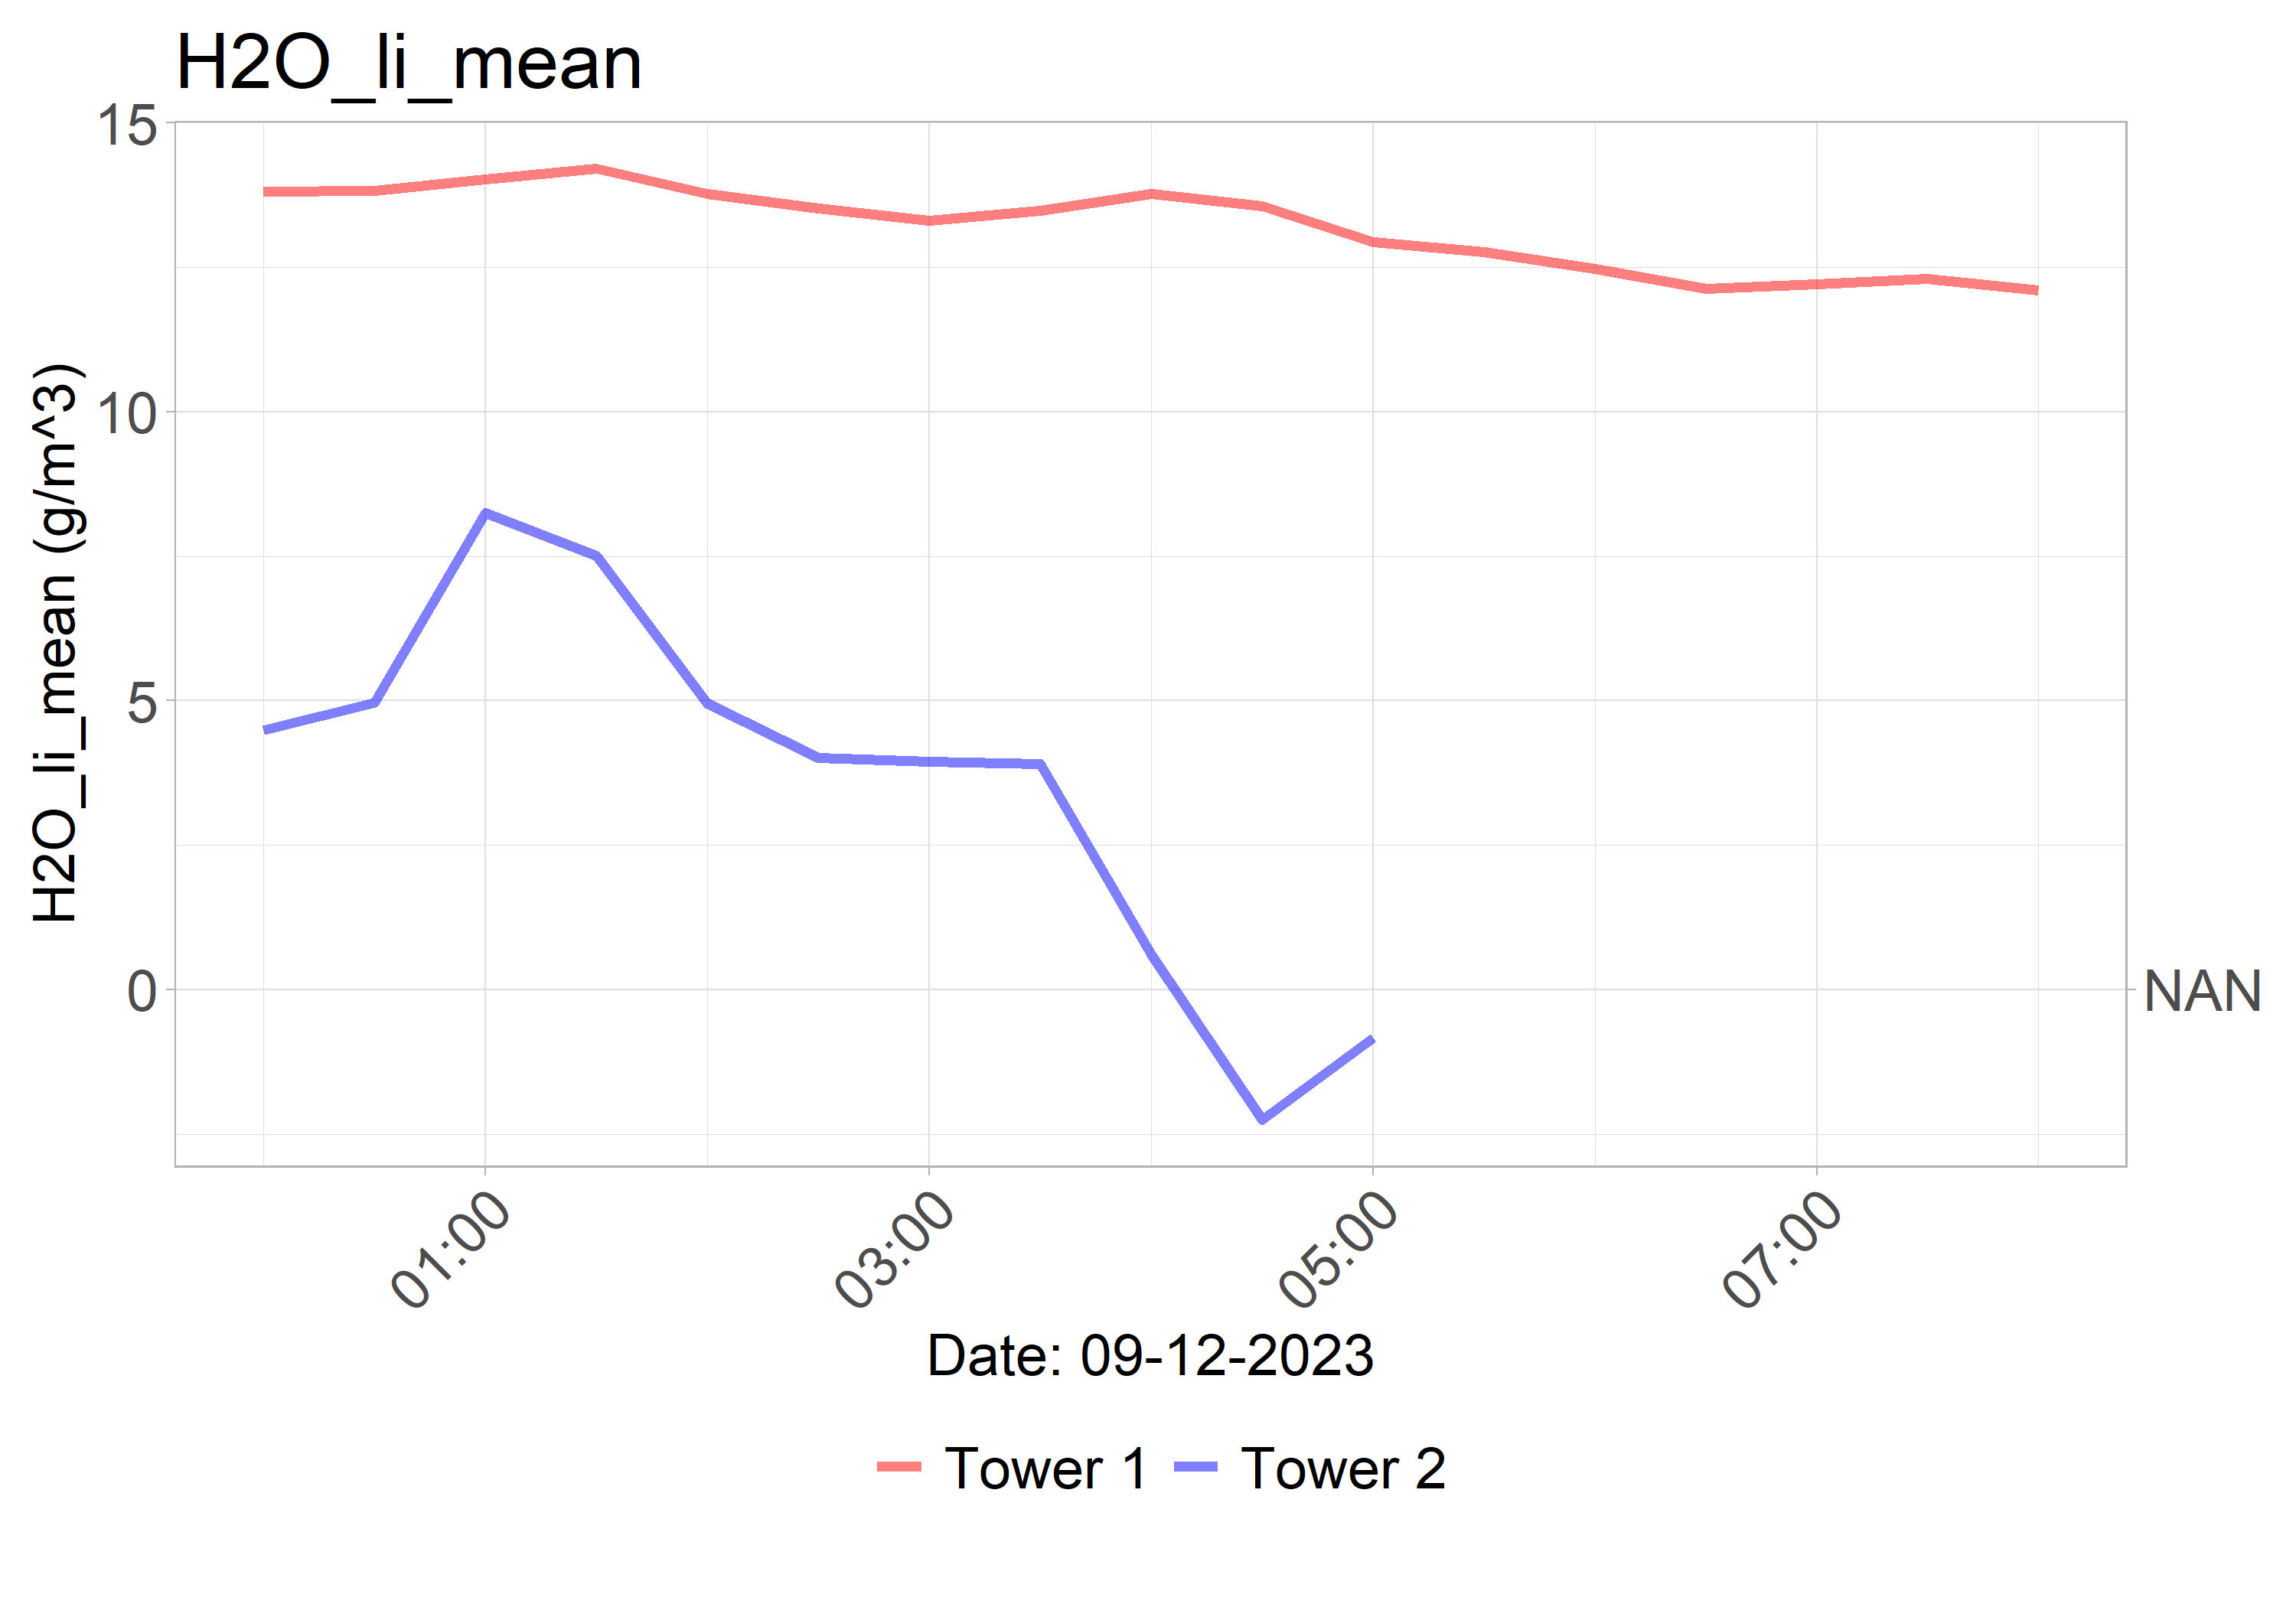 H2O_li_mean
15
10
5
0
H2O_li_mean (g/m^3)
NAN
01:00 03:00 05:00 07:00
Date: 09-12-2023
Tower 1 Tower 2